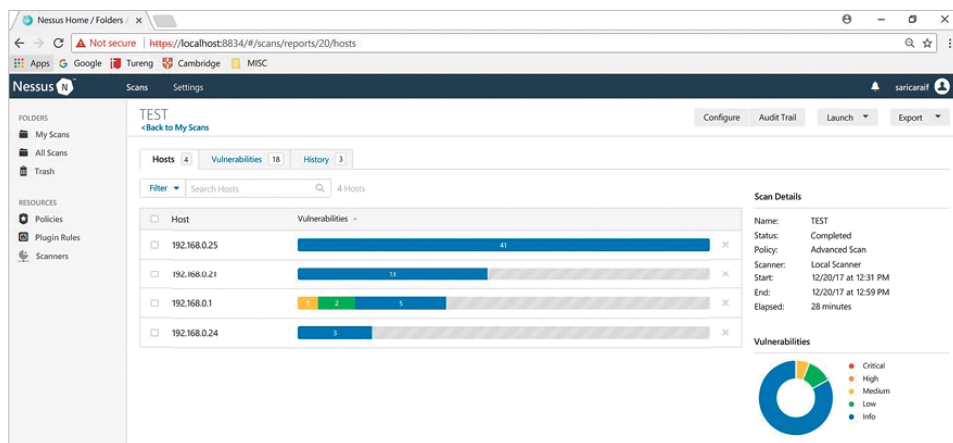 Nessus Home / Folders /
Not secure | https://localhost:8834/#/scans/reports/20/hosts
Apps Google Tureng Cambridge MISC
Nessus N Scans Settings saricaraif
FOLDERS
My Scans
All Scans
Trash
RESOURCES
Policies
Plugin Rules
Scanners
TEST
<Back to My Scans
Configure Audit Trail Launch Export
Hosts 4 Vulnerabilities 18 History 3
Filter Search Hosts 4 Hosts
Host Vulnerabilities
192.168.0.25 41
192.168.0.21 13
192.168.0.1 1 2 5
192.168.0.24 3
Scan Details
Name: TEST
Status: Completed
Policy: Advanced Scan
Scanner: Local Scanner
Start: 12/20/17 at 12:31 PM
End: 12/20/17 at 12:59 PM
Elapsed: 28 minutes
Vulnerabilities
Critical
High
Medium
Low
Info